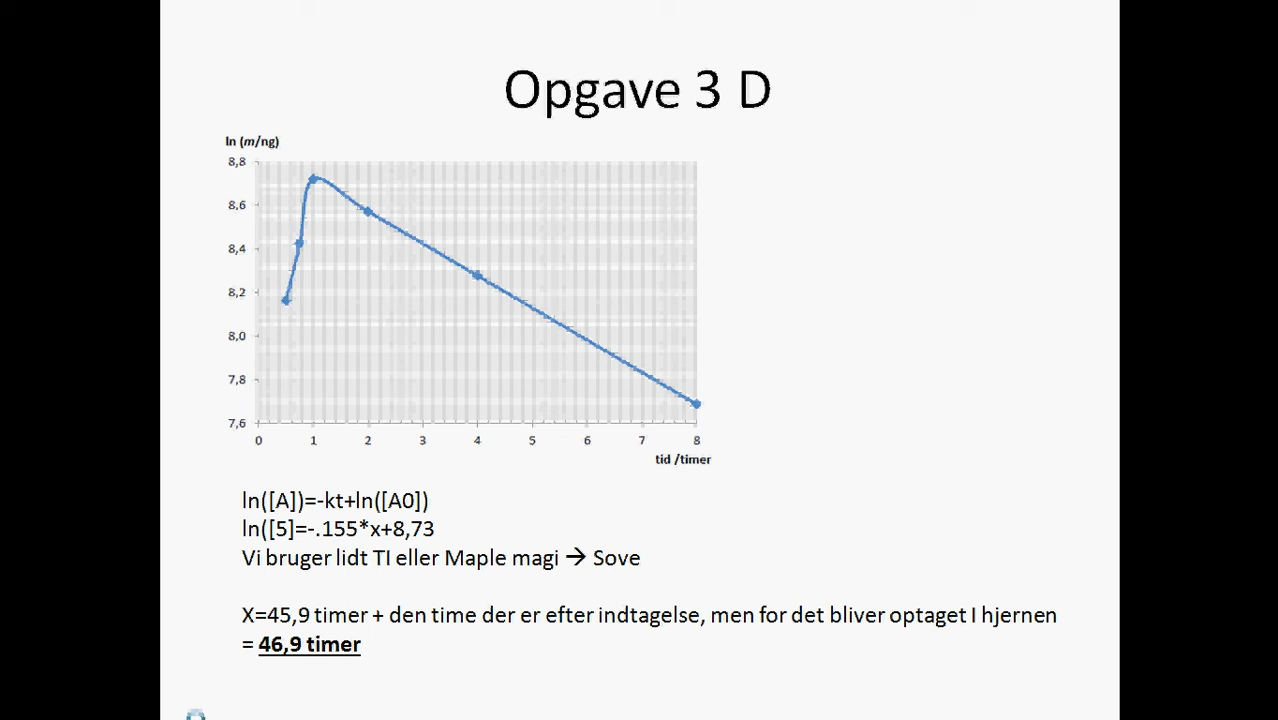 Opgave 3 D
ln (m/ng)
8,8
8,6
8,4
8,2
8,0
7,8
7,6
0 1 2 3 4 5 6 7 8
tid /timer
ln([A])=-kt+ln([A0])
ln([5]=-.155*x+8,73
Vi bruger lidt TI eller Maple magi → Sove
X=45,9 timer + den time der er efter indtagelse, men for det bliver optaget I hjernen
= 46,9 timer